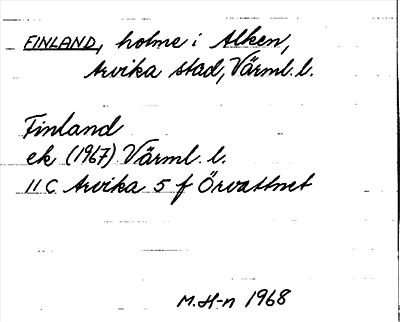 FINLAND, holme i Alken,
Arvika stad, Värml. l.
Finland
ek (1967) Värml. l.
11 C Arvika 5 f Örvattnet
M. H-n 1968